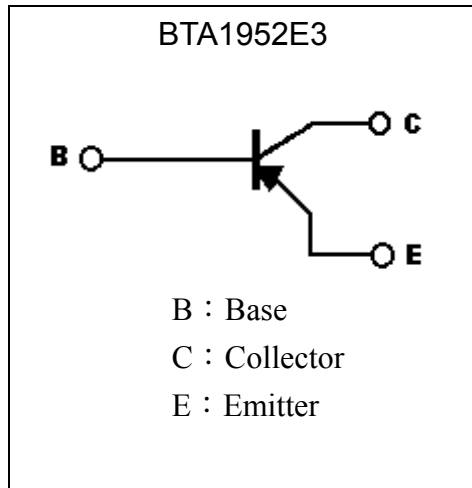 BTA1952E3
B
C
E
B：Base
C：Collector
E：Emitter